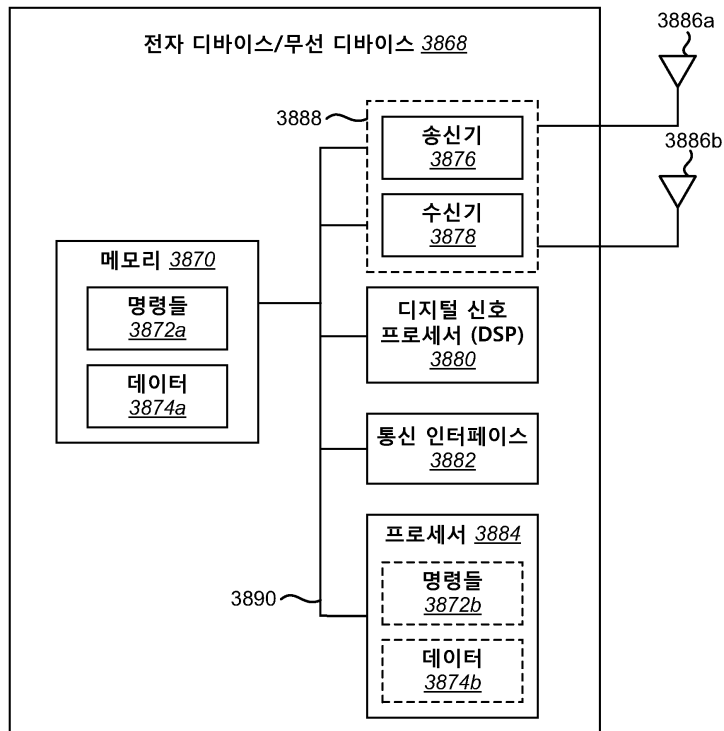 전자 디바이스/무선 디바이스 3868
3886a
3888
송신기
3876
3886b
수신기
3878
메모리 3870
명령들
3872a
데이터
3874a
디지털 신호
프로세서 (DSP)
3880
통신 인터페이스
3882
프로세서 3884
명령들
3872b
3890
데이터
3874b